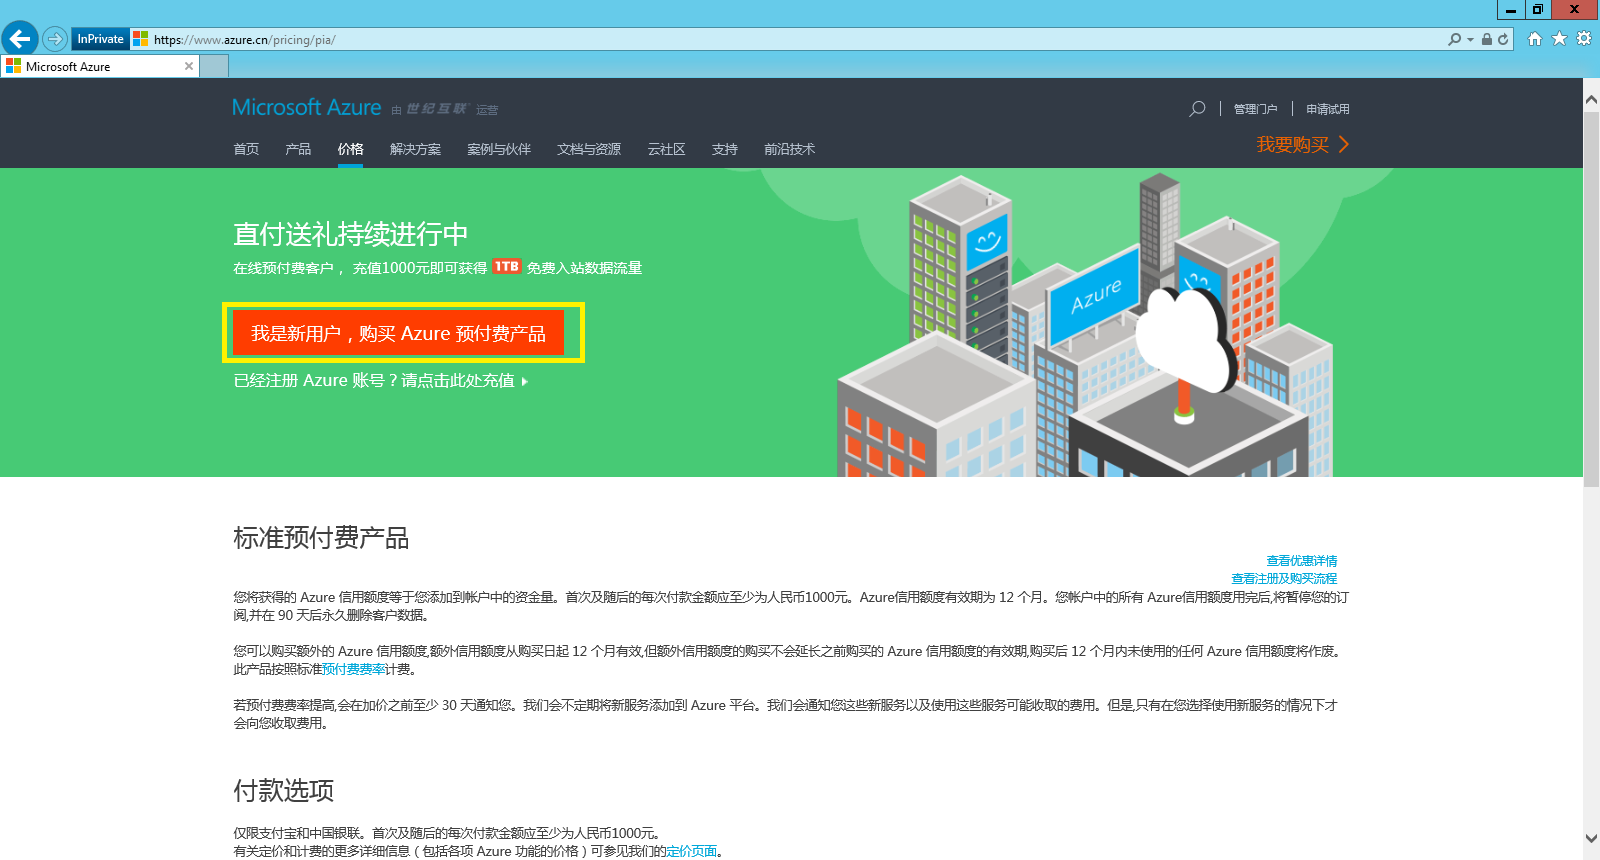 InPrivate
https://www.azure.cn/pricing/pia/
Microsoft Azure
Microsoft Azure 由 世纪互联 运营
管理门户
申请试用
首页 产品 价格 解决方案 案例与伙伴 文档与资源 云社区 支持 前沿技术
我要购买
直付送礼持续进行中
在线预付费客户， 充值1000元即可获得 1TB 免费入站数据流量
我是新用户，购买 Azure 预付费产品
已经注册 Azure 账号？请点击此处充值
Azure
标准预付费产品
查看优惠详情
查看注册及购买流程
您将获得的 Azure 信用额度等于您添加到帐户中的资金量。首次及随后的每次付款金额应至少为人民币1000元。Azure信用额度有效期为 12 个月。您帐户中的所有 Azure信用额度用完后,将暂停您的订
阅,并在 90 天后永久删除客户数据。
您可以购买额外的 Azure 信用额度,额外信用额度从购买日起 12 个月有效,但额外信用额度的购买不会延长之前购买的 Azure 信用额度的有效期,购买后 12 个月内未使用的任何 Azure 信用额度将作废。
此产品按照标准预付费费率计费。
若预付费费率提高,会在加价之前至少 30 天通知您。我们会不定期将新服务添加到 Azure 平台。我们会通知您这些新服务以及使用这些服务可能收取的费用。但是,只有在您选择使用新服务的情况下才
会向您收取费用。
付款选项
仅限支付宝和中国银联。首次及随后的每次付款金额应至少为人民币1000元。
有关定价和计费的更多详细信息（包括各项 Azure 功能的价格）可参见我们的定价页面。